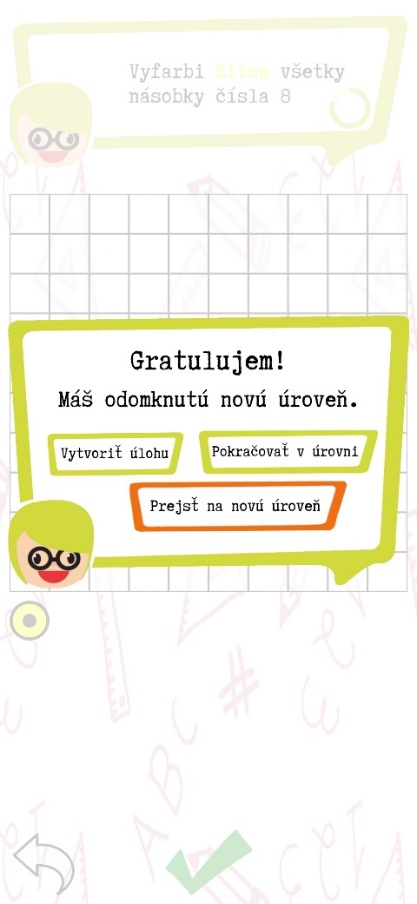 Vyfarbi žltou všetky
násobky čísla 8
Gratulujem!
Máš odomknutú novú úroveň.
Vytvoriť úlohu
Pokračovať v úrovni
Prejsť na novú úroveň